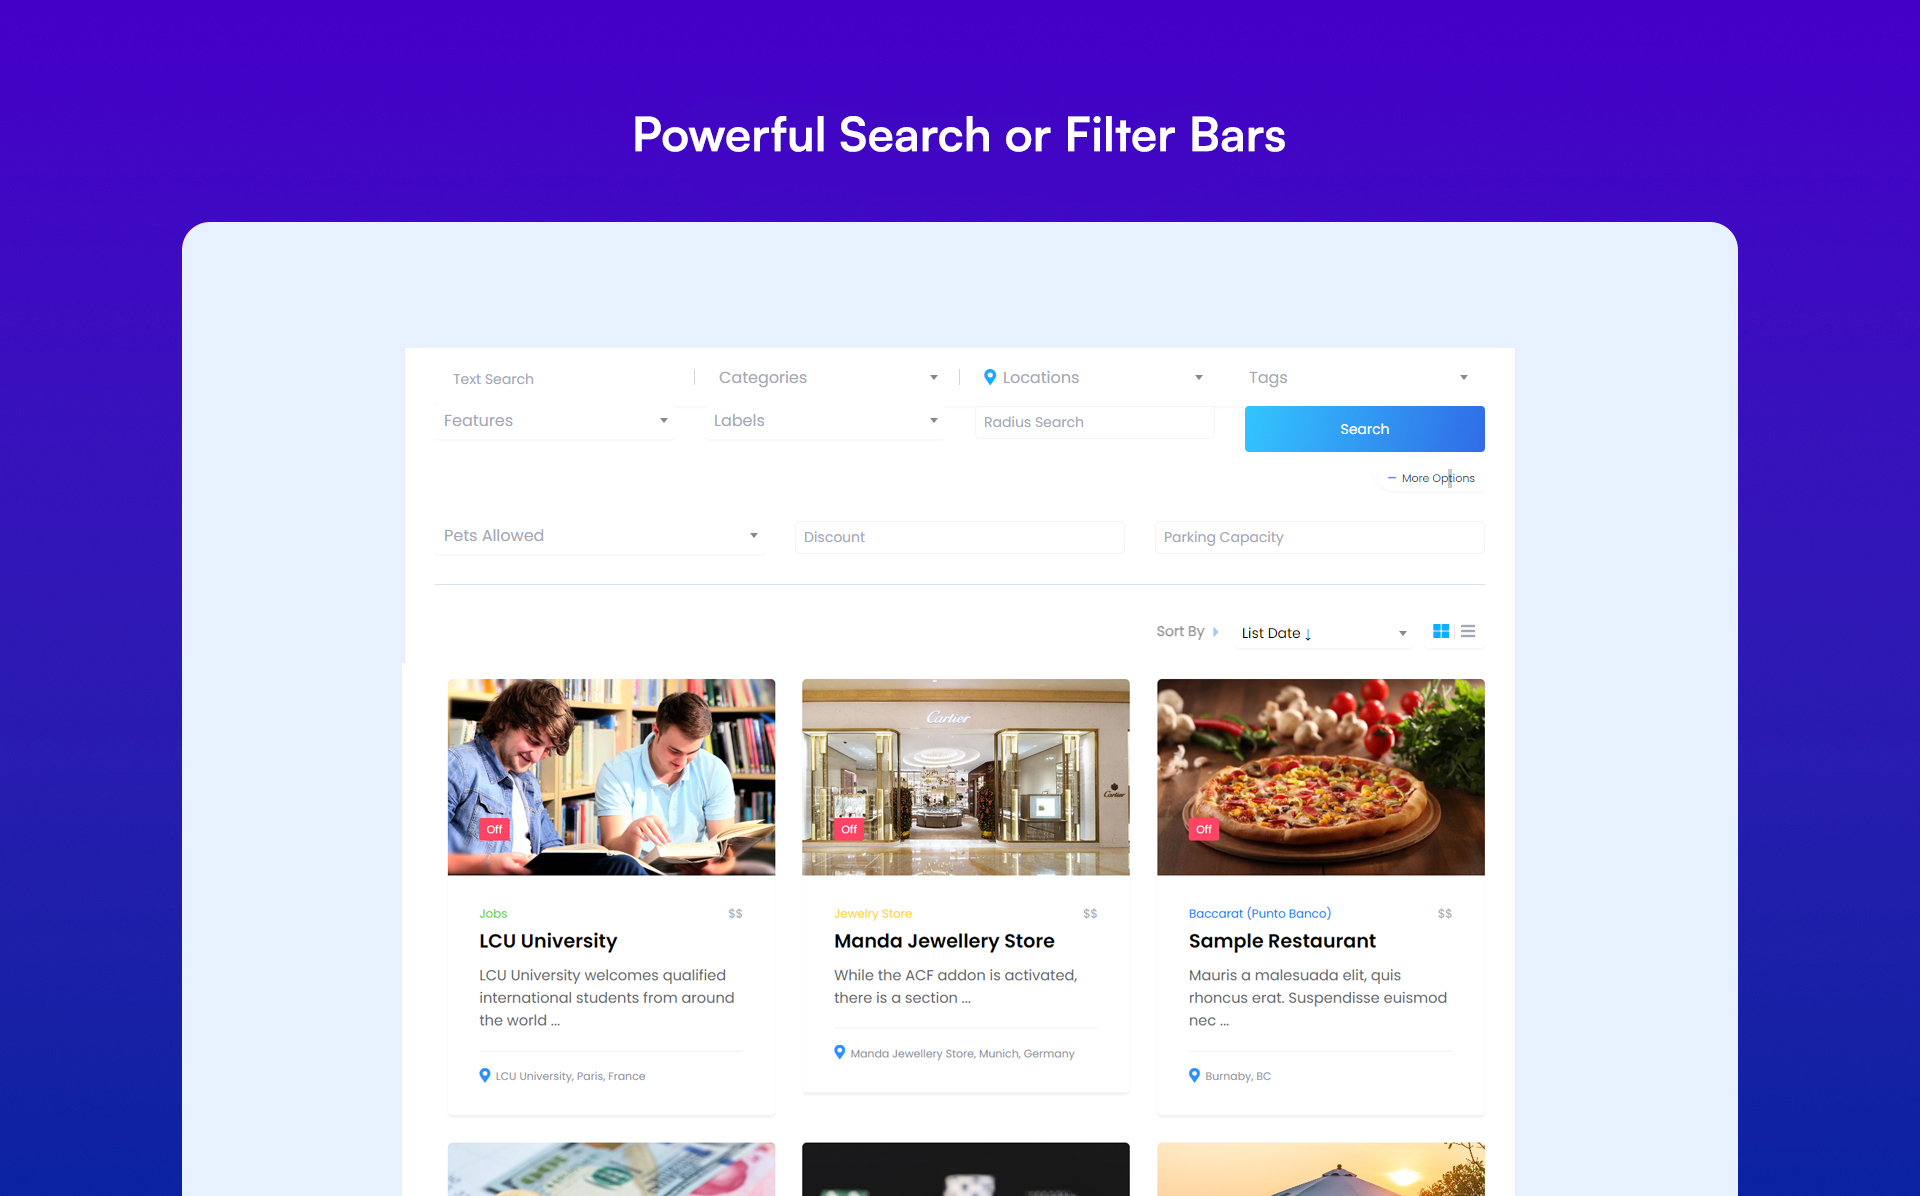 Powerful Search or Filter Bars
Text Search
Categories
Locations
Tags
Features
Labels
Radius Search
Search
More Options
Pets Allowed
Discount
Parking Capacity
Sort By
List Date ↓
Cartier
Cartier
Off
Off
Off
Jobs
$$
LCU University
LCU University welcomes qualified
international students from around
the world ...
LCU University, Paris, France
Jewelry Store
$$
Manda Jewellery Store
While the ACF addon is activated,
there is a section ...
Manda Jewellery Store, Munich, Germany
Baccarat (Punto Banco)
$$
Sample Restaurant
Mauris a malesuada elit, quis
rhoncus erat. Suspendisse euismod
nec ...
Burnaby, BC